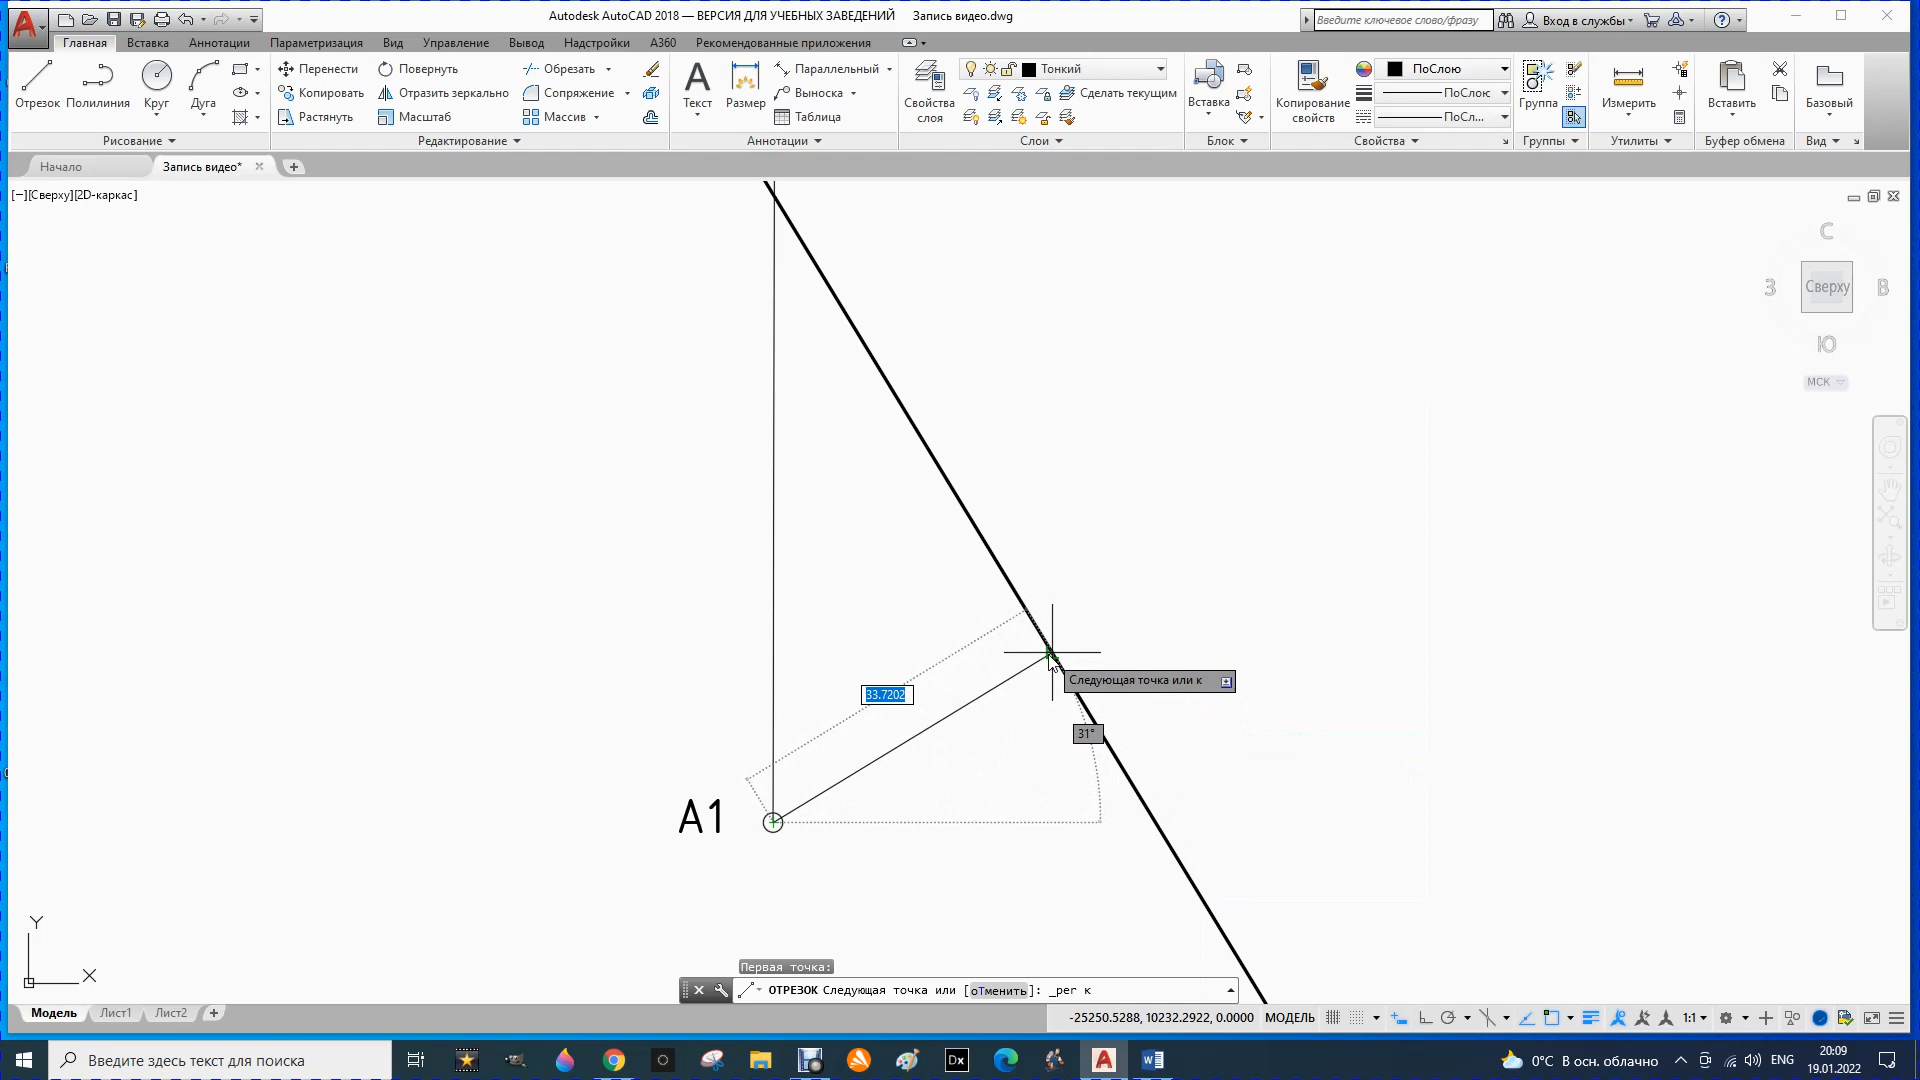 Autodesk AutoCAD 2018 — ВЕРСИЯ ДЛЯ УЧЕБНЫХ ЗАВЕДЕНИЙ Запись видео.dwg
Введите ключевое слово/фразу
Вход в службы
Главная Вставка Аннотации Параметризация Вид Управление Вывод Надстройки A360 Рекомендованные приложения
Отрезок Полилиния Круг Дуга
Перенести Повернуть Обрезать
Копировать Отразить зеркально Сопряжение
Растянуть Масштаб Массив
Текст Размер
Параллельный
Выноска
Таблица
Свойства слоя
Тонкий
Сделать текущим
Вставка
Копирование свойств
ПоСлою
ПоСлою
ПоСл...
Группа
Измерить
Вставить
Базовый
Рисование Редактирование Аннотации Слои Блок Свойства Группы Утилиты Буфер обмена Вид
Начало Запись видео*
[−][Сверху][2D-каркас]
С
З Сверху В
Ю
МСК
Следующая точка или к
33.7202
31°
A1
Y
X
Первая точка:
ОТРЕЗОК Следующая точка или [оТменить]: _per к
Модель Лист1 Лист2
-25250.5288, 10232.2922, 0.0000 МОДЕЛЬ 1:1
Введите здесь текст для поиска
Dx
0°C В осн. облачно
ENG
20:09
19.01.2022